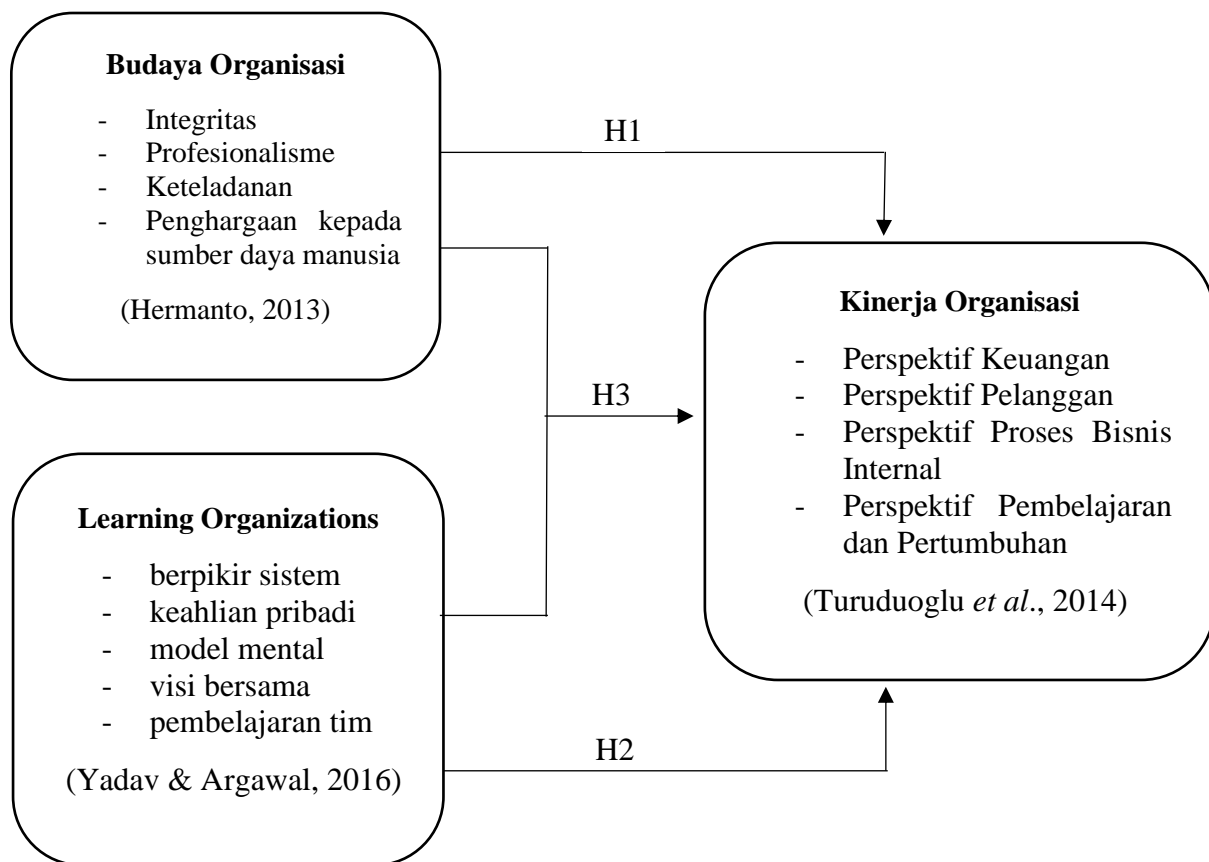 Budaya Organisasi
- Integritas
- Profesionalisme
- Keteladanan
- Penghargaan kepada
sumber daya manusia
(Hermanto, 2013)
H1
Kinerja Organisasi
- Perspektif Keuangan
- Perspektif Pelanggan
- Perspektif Proses Bisnis
Internal
- Perspektif Pembelajaran
dan Pertumbuhan
(Turuduoglu et al., 2014)
H3
Learning Organizations
- berpikir sistem
- keahlian pribadi
- model mental
- visi bersama
- pembelajaran tim
(Yadav & Argawal, 2016)
H2